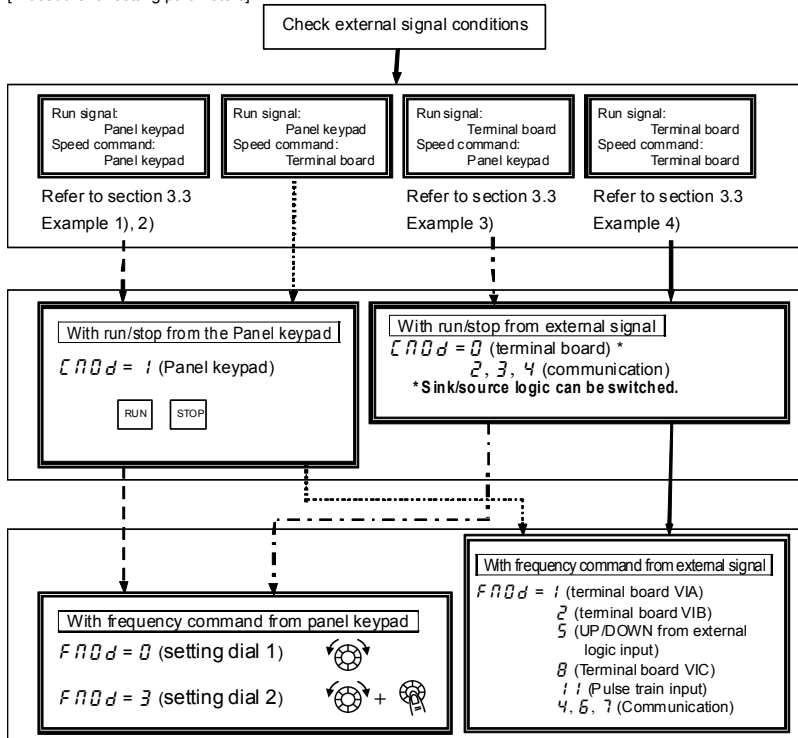 Check external signal conditions
Run signal:
Panel keypad
Speed command:
Panel keypad
Run signal:
Panel keypad
Speed command:
Terminal board
Run signal:
Terminal board
Speed command:
Panel keypad
Run signal:
Terminal board
Speed command:
Terminal board
Refer to section 3.3
Example 1), 2)
Refer to section 3.3
Example 3)
Refer to section 3.3
Example 4)
With run/stop from the Panel keypad
CMOd = 1 (Panel keypad)
RUN STOP
With run/stop from external signal
CMOd = 0 (terminal board) *
2, 3, 4 (communication)
* Sink/source logic can be switched.
With frequency command from panel keypad
FMOd = 0 (setting dial 1)
FMOd = 3 (setting dial 2) +
With frequency command from external signal
FMOd = 1 (terminal board VIA)
2 (terminal board VIB)
5 (UP/DOWN from external
logic input)
8 (Terminal board VIC)
11 (Pulse train input)
4, 6, 7 (Communication)